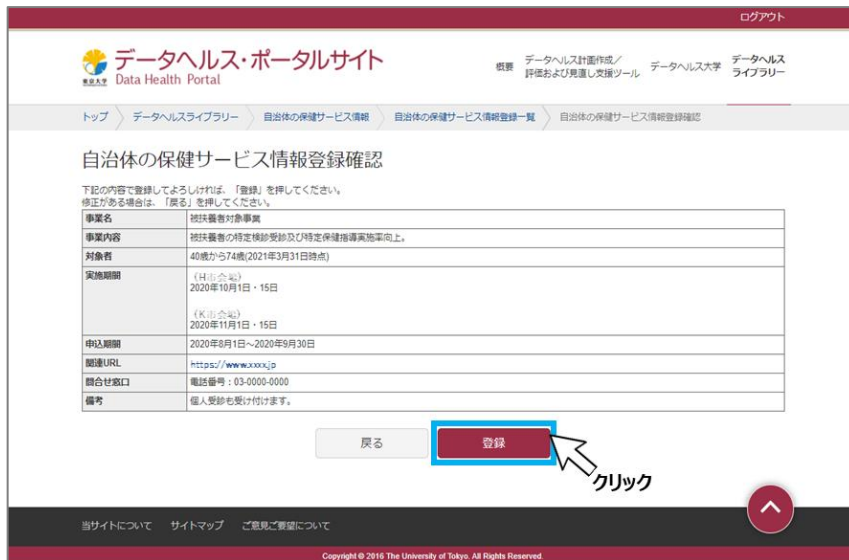 ログアウト
データヘルス・ポータルサイト
東京大学 Data Health Portal
概要 データヘルス計画作成／ 評価および見直し支援ツール データヘルス大学 データヘルス ライブラリー
トップ データヘルスライブラリー 自治体の保健サービス情報 自治体の保健サービス情報登録一覧 自治体の保健サービス情報登録確認
自治体の保健サービス情報登録確認
下記の内容で登録してよろしければ、「登録」を押してください。
修正がある場合は、「戻る」を押してください。
事業名 被扶養者対象事業
事業内容 被扶養者の特定検診受診及び特定保健指導実施率向上。
対象者 40歳から74歳(2021年3月31日時点)
実施期間 （H市会場）
2020年10月1日・15日
（K市会場）
2020年11月1日・15日
申込期間 2020年8月1日～2020年9月30日
関連URL https://www.xxxx.jp
問合せ窓口 電話番号：03-0000-0000
備考 個人受診も受け付けます。
戻る 登録
クリック
当サイトについて サイトマップ ご意見ご要望について
Copyright © 2016 The University of Tokyo. All Rights Reserved.